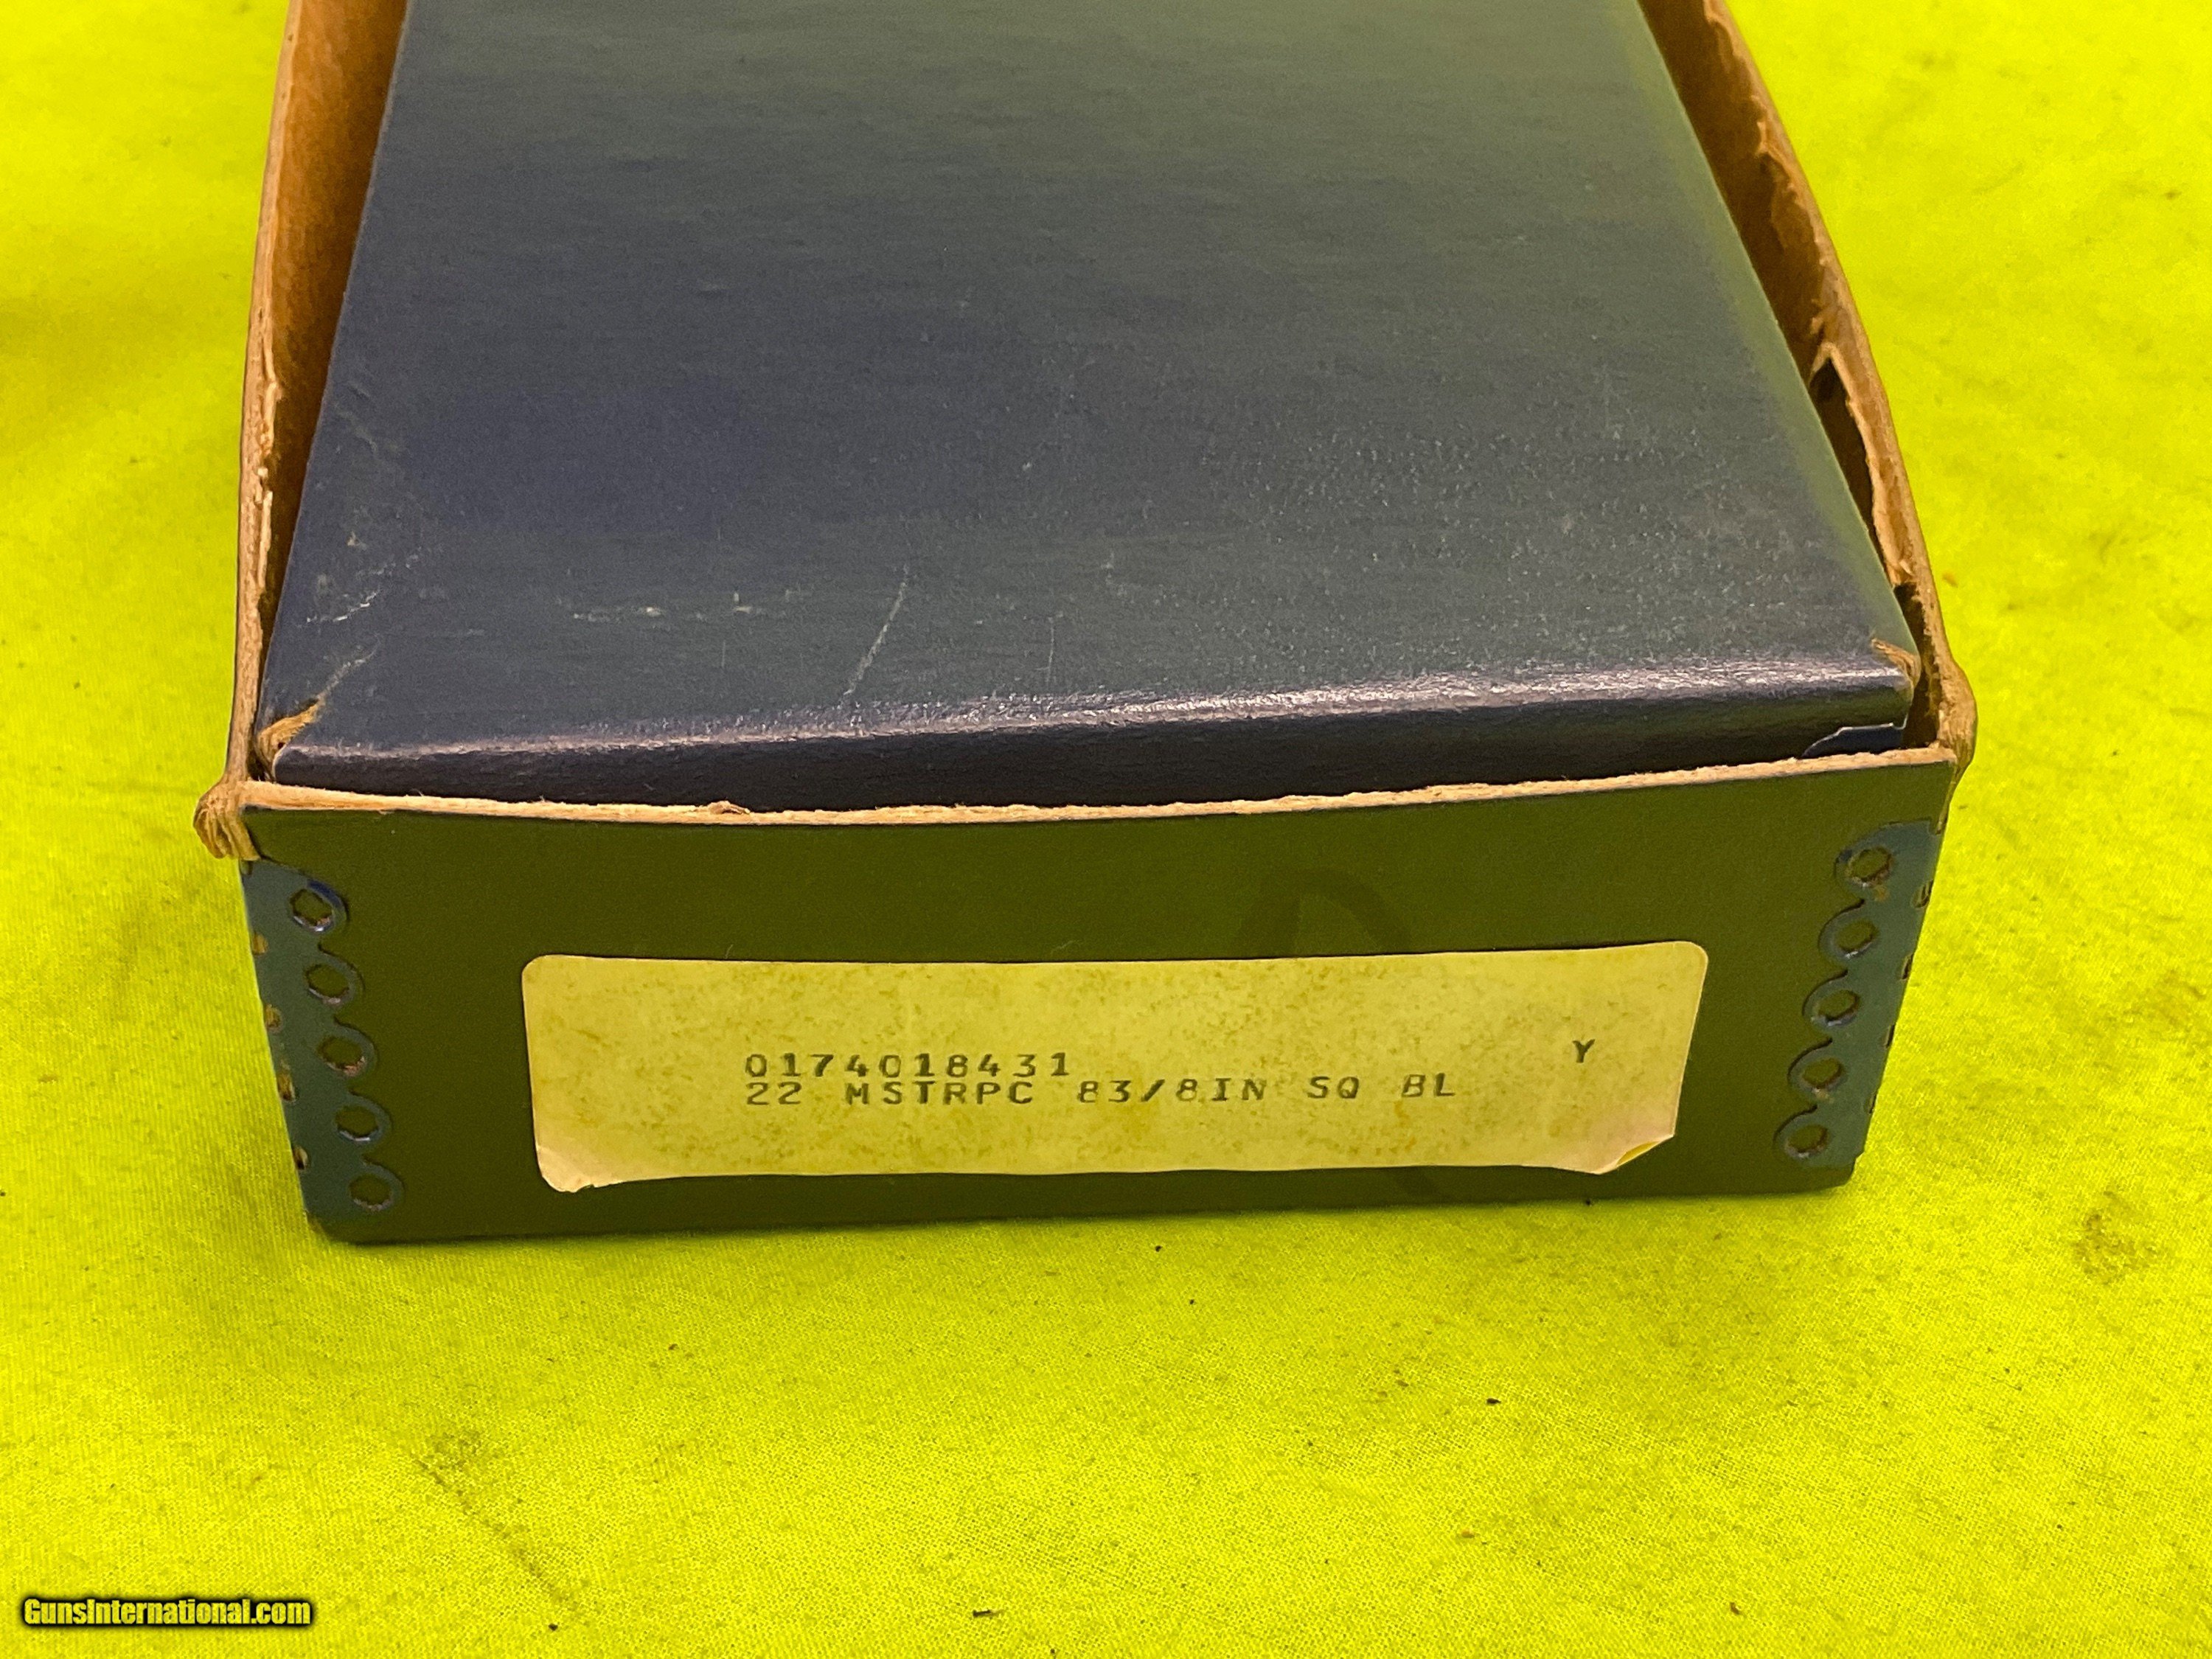 0174018431 Y
22 MSTRPC 83/8IN SQ BL
GunsInternational.com